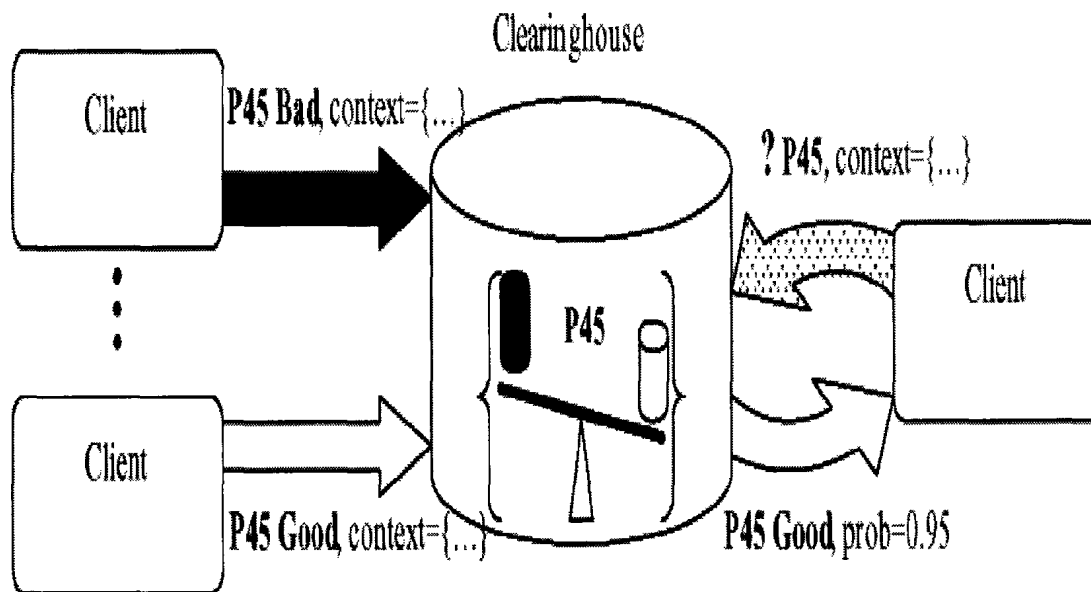 Clearinghouse
Client
P45 Bad, context={...}
? P45, context={...}
Client
P45
Client
P45 Good, context={...}
P45 Good, prob=0.95